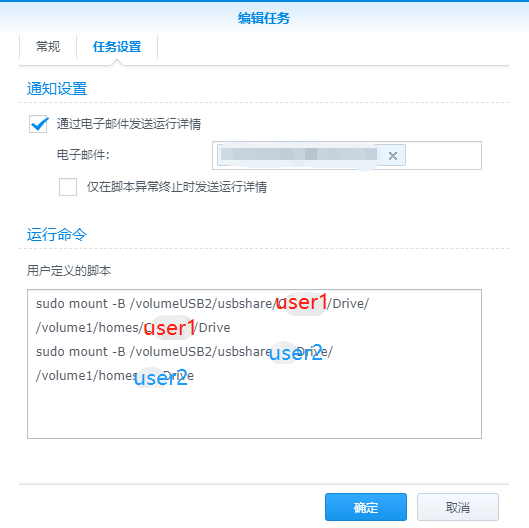 编辑任务
常规 任务设置
通知设置
通过电子邮件发送运行详情
电子邮件：
仅在脚本异常终止时发送运行详情
运行命令
用户定义的脚本
sudo mount -B /volumeUSB2/usbshare/user1/Drive/
/volume1/homes/user1/Drive
sudo mount -B /volumeUSB2/usbshare user2 Drive/
/volume1/homes user2 Drive
确定 取消